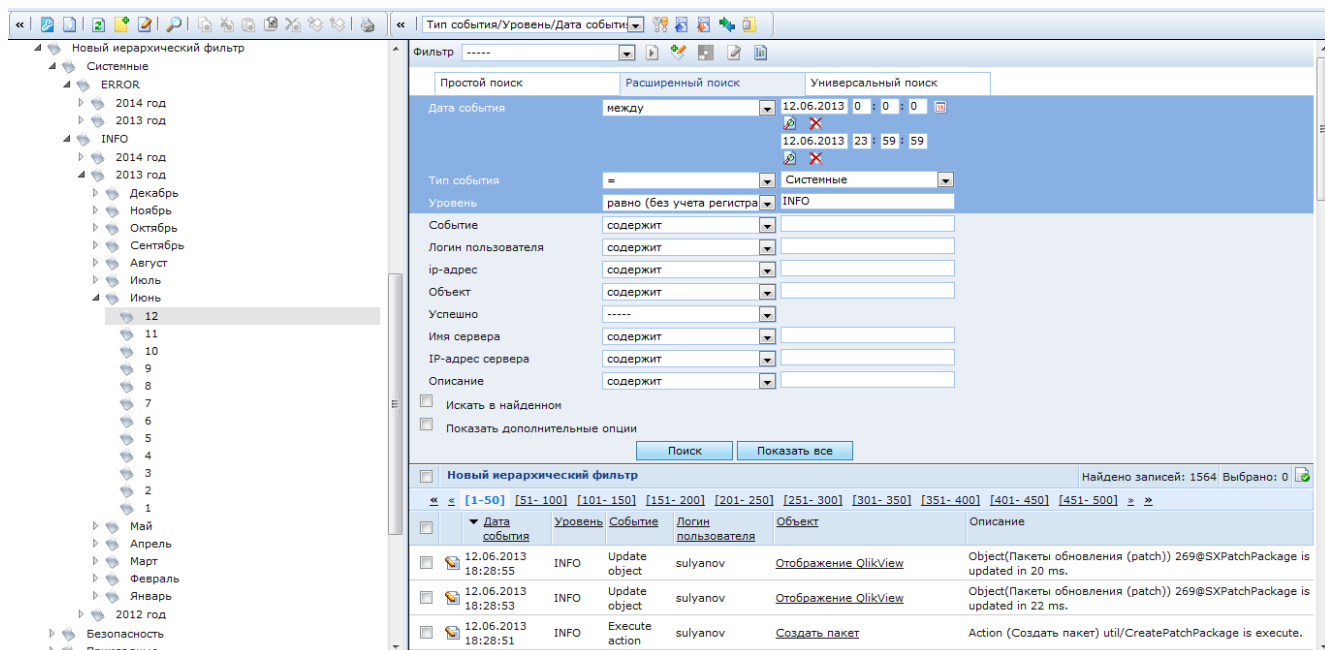 Тип события/Уровень/Дата событи
Новый иерархический фильтр
Системные
ERROR
2014 год
2013 год
INFO
2014 год
2013 год
Декабрь
Ноябрь
Октябрь
Сентябрь
Август
Июль
Июнь
12
11
10
9
8
7
6
5
4
3
2
1
Май
Апрель
Март
Февраль
Январь
2012 год
Безопасность
Фильтр -----
Простой поиск Расширенный поиск Универсальный поиск
Дата события между 12.06.2013 0 : 0 : 0
12.06.2013 23 : 59 : 59
Тип события = Системные
Уровень равно (без учета регистра INFO
Событие содержит
Логин пользователя содержит
ip-адрес содержит
Объект содержит
Успешно -----
Имя сервера содержит
IP-адрес сервера содержит
Описание содержит
Искать в найденном
Показать дополнительные опции
Поиск Показать все
Новый иерархический фильтр Найдено записей: 1564 Выбрано: 0
« « [1-50] [51- 100] [101- 150] [151- 200] [201- 250] [251- 300] [301- 350] [351- 400] [401- 450] [451- 500] » »
Дата события Уровень Событие Логин пользователя Объект Описание
12.06.2013 18:28:55 INFO Update object sulyanov Отображение QlikView Object(Пакеты обновления (patch)) 269@SXPatchPackage is updated in 20 ms.
12.06.2013 18:28:53 INFO Update object sulyanov Отображение QlikView Object(Пакеты обновления (patch)) 269@SXPatchPackage is updated in 22 ms.
12.06.2013 18:28:51 INFO Execute action sulyanov Создать пакет Action (Создать пакет) util/CreatePatchPackage is execute.